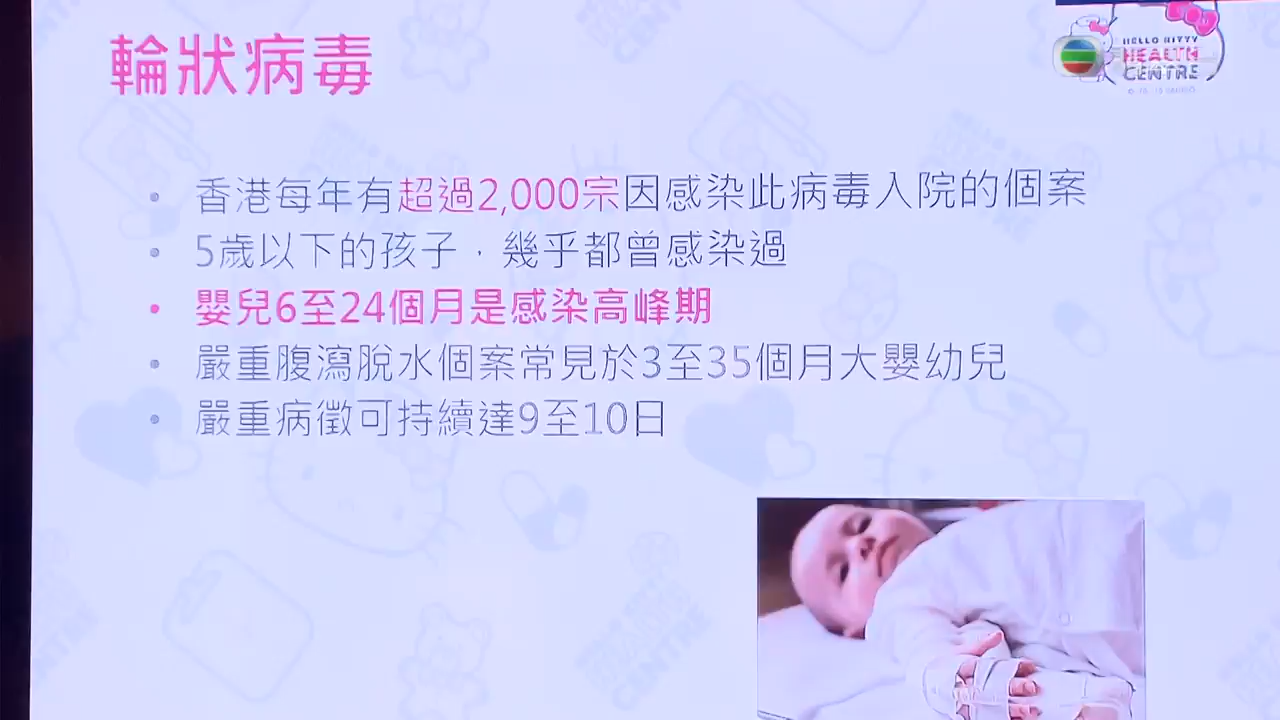 輪狀病毒
HELLO KITTY
HEALTH
CENTRE
香港每年有超過2,000宗因感染此病毒入院的個案
5歲以下的孩子，幾乎都曾感染過
嬰兒6至24個月是感染高峰期
嚴重腹瀉脫水個案常見於3至35個月大嬰幼兒
嚴重病徵可持續達9至10日
CENTRE